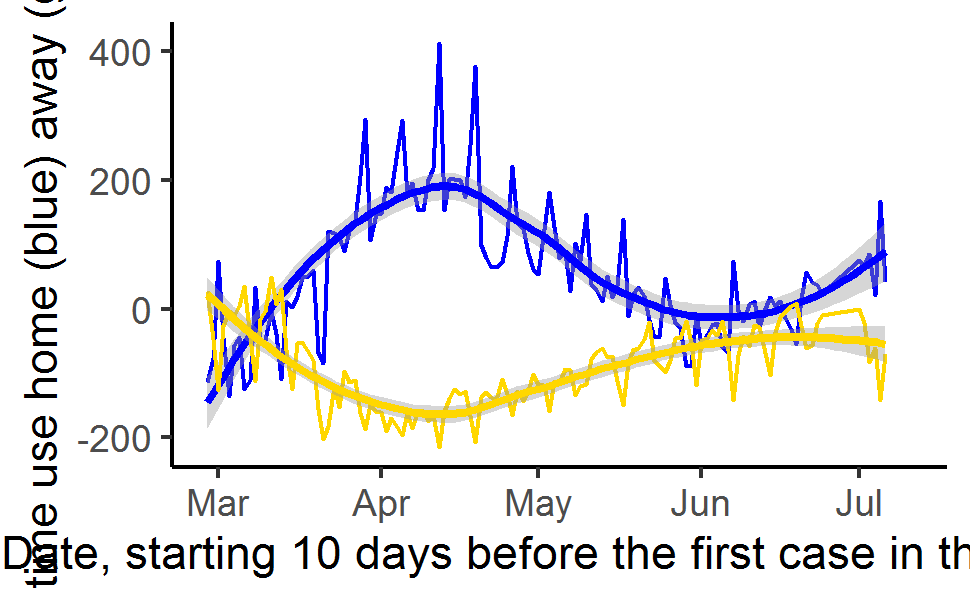 time use home (blue) away (
400
200
0
-200
Mar Apr May Jun Jul
Date, starting 10 days before the first case in th